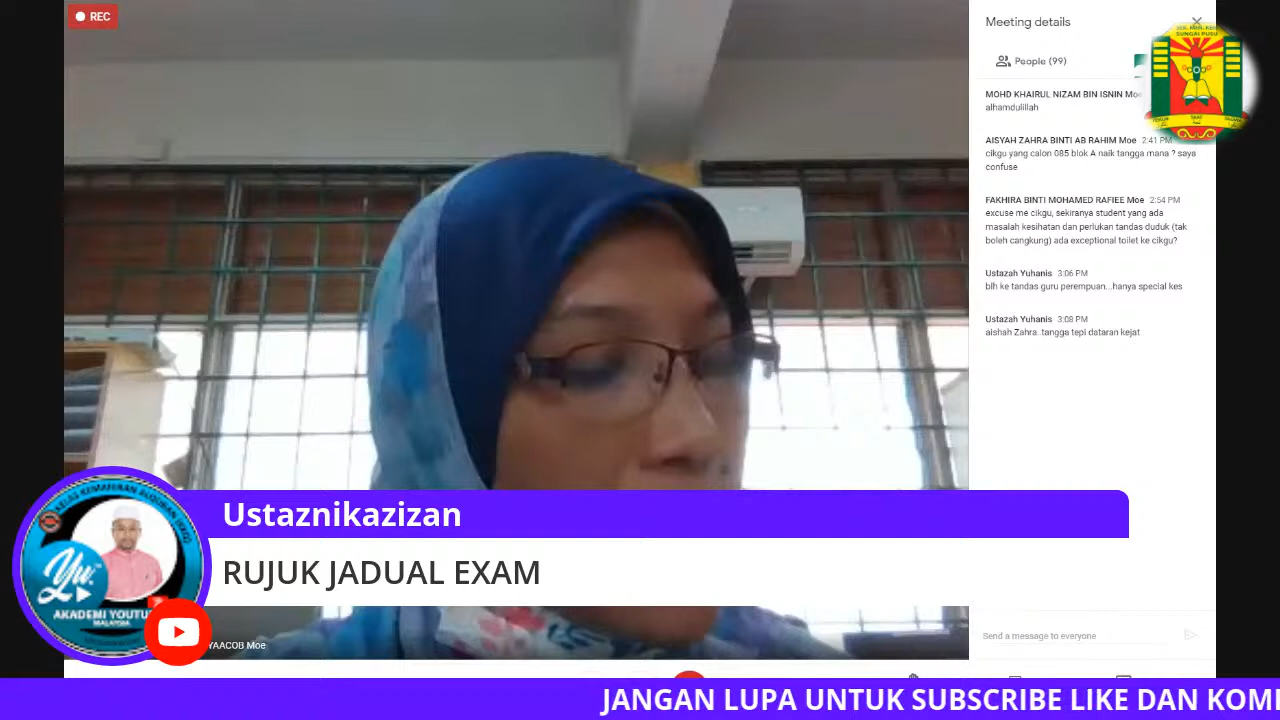 REC
Meeting details
People (99)
MOHD KHAIRUL NIZAM BIN ISNIN
alhamdulillah
AISYAH ZAHRA BINTI AB RAHIM Moe 2:41 PM
cikgu yang calon 085 blok A naik tangga mana ? saya
confuse
FAKHIRA BINTI MOHAMED RAFIEE Moe 2:54 PM
excuse me cikgu, sekiranya student yang ada
masalah kesihatan dan perlukan tandas duduk (tak
boleh cangkung) ada exceptional toilet ke cikgu?
Ustazah Yuhanis 3:06 PM
blh ke tandas guru perempuan...hanya special kes
Ustazah Yuhanis 3:08 PM
aishah Zahra..tangga tepi dataran kejat
SUNGAI PUSU
Ustaznikazizan
RUJUK JADUAL EXAM
AKADEMI YOUTUB
MALAYSIA
YAACOB Moe
Send a message to everyone
JANGAN LUPA UNTUK SUBSCRIBE LIKE DAN KOM